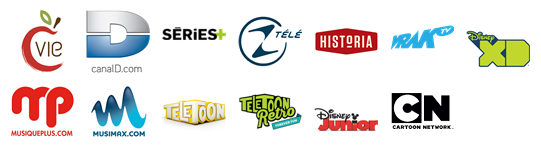 vie
D
canalD.com
SÉRiES+
Z TÉLÉ
HISTORiA
VRAK TV
Disney XD
mp
MUSIQUEPLUS.COM
MUSIMAX.COM
TELETOON
TELETOON
Retro
Disney
Junior
CN
CARTOON NETWORK